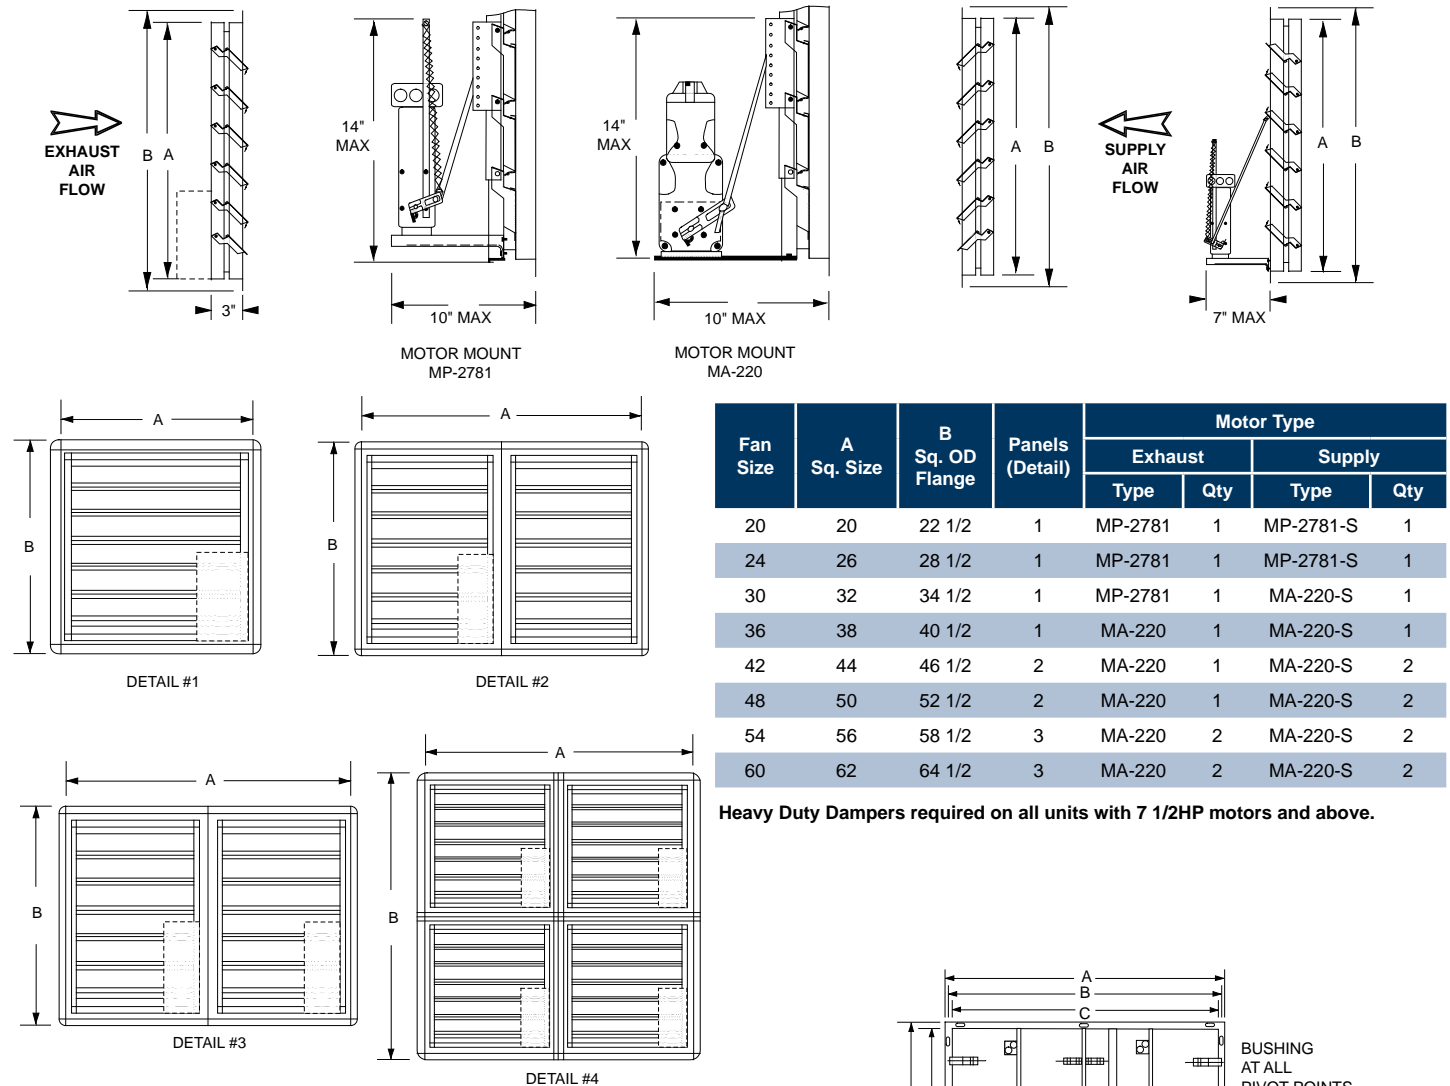 EXHAUST
AIR
FLOW
B A
3"
14"
MAX
10" MAX
MOTOR MOUNT
MP-2781
14"
MAX
10" MAX
MOTOR MOUNT
MA-220
A B
SUPPLY
AIR
FLOW
A B
7" MAX
A
B
DETAIL #1
A
B
DETAIL #2
Fan Size
A Sq. Size
B Sq. OD Flange
Panels (Detail)
Motor Type
Exhaust Supply
Type Qty Type Qty
20 20 22 1/2 1 MP-2781 1 MP-2781-S 1
24 26 28 1/2 1 MP-2781 1 MP-2781-S 1
30 32 34 1/2 1 MP-2781 1 MA-220-S 1
36 38 40 1/2 1 MA-220 1 MA-220-S 1
42 44 46 1/2 2 MA-220 1 MA-220-S 2
48 50 52 1/2 2 MA-220 1 MA-220-S 2
54 56 58 1/2 3 MA-220 2 MA-220-S 2
60 62 64 1/2 3 MA-220 2 MA-220-S 2
Heavy Duty Dampers required on all units with 7 1/2HP motors and above.
A
B
DETAIL #3
A
B
DETAIL #4
A
B
C
BUSHING
AT ALL
PIVOT POINTS